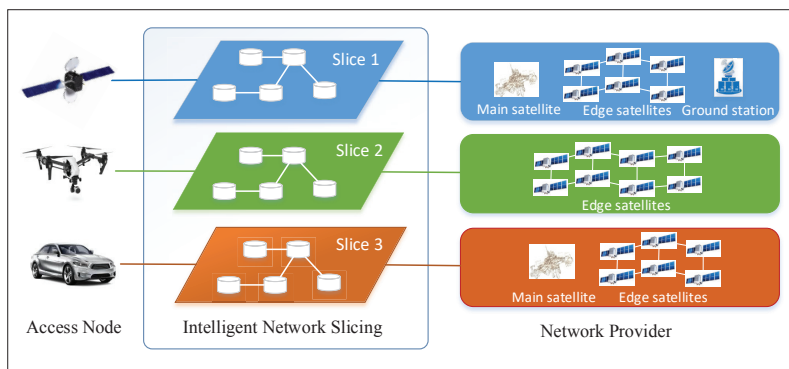 Slice 1
Main satellite
Edge satellites
Ground station
Slice 2
Edge satellites
Slice 3
Main satellite
Edge satellites
Access Node
Intelligent Network Slicing
Network Provider